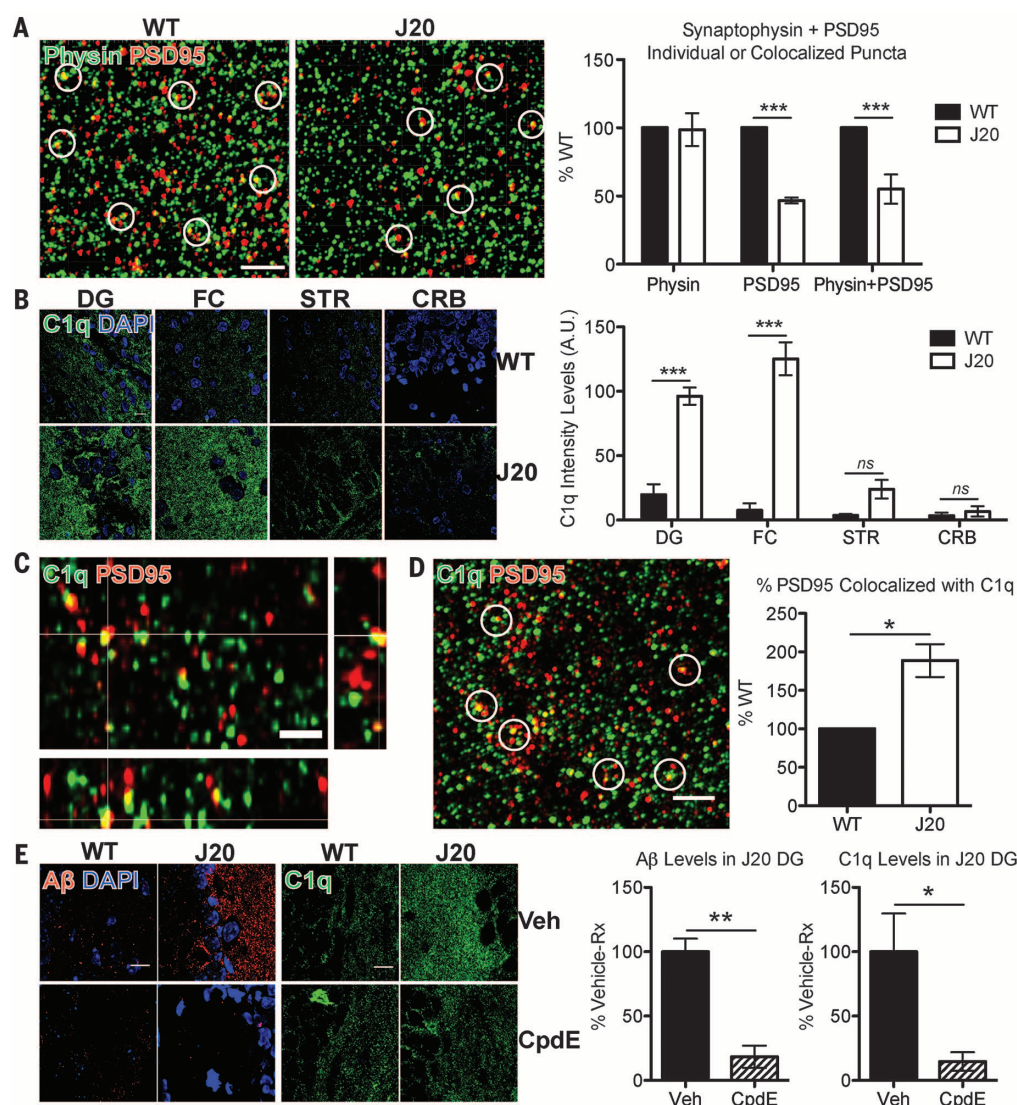 A
WT
J20
Physin PSD95
Synaptophysin + PSD95
Individual or Colocalized Puncta
% WT
150
100
50
0
***
***
WT
J20
Physin
PSD95
Physin+PSD95
B
DG
FC
STR
CRB
C1q DAPI
WT
J20
C1q Intensity Levels (A.U.)
150
100
50
0
***
***
ns
ns
WT
J20
DG
FC
STR
CRB
C
C1q PSD95
D
C1q PSD95
% PSD95 Colocalized with C1q
% WT
250
200
150
100
50
0
*
WT
J20
E
WT
J20
WT
J20
Aβ DAPI
C1q
Veh
CpdE
Aβ Levels in J20 DG
% Vehicle-Rx
150
100
50
0
**
Veh
CpdE
C1q Levels in J20 DG
% Vehicle-Rx
150
100
50
0
*
Veh
CpdE